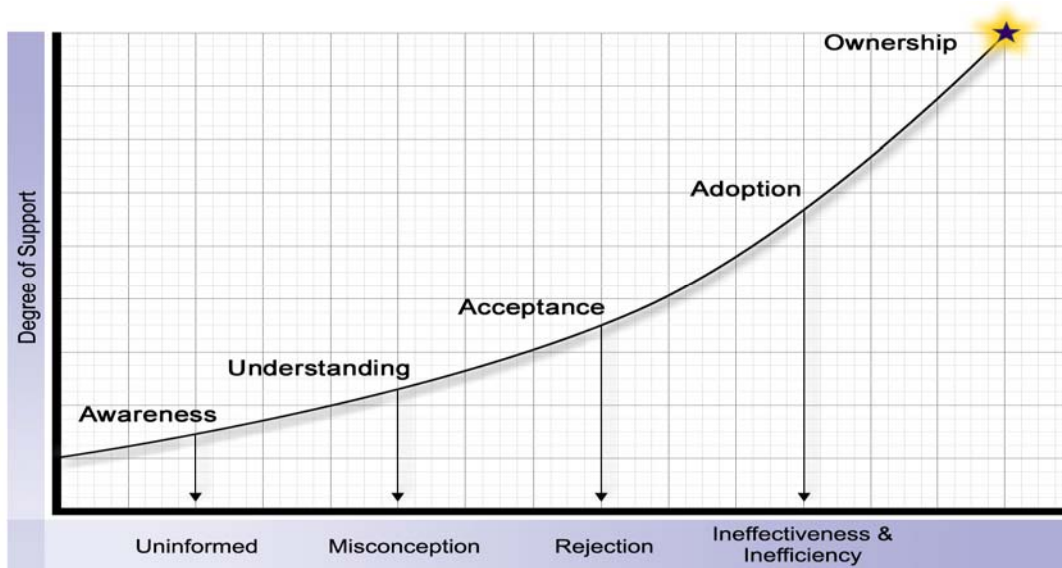 Ownership
Adoption
Acceptance
Understanding
Awareness
Degree of Support
Uninformed
Misconception
Rejection
Ineffectiveness &
Inefficiency